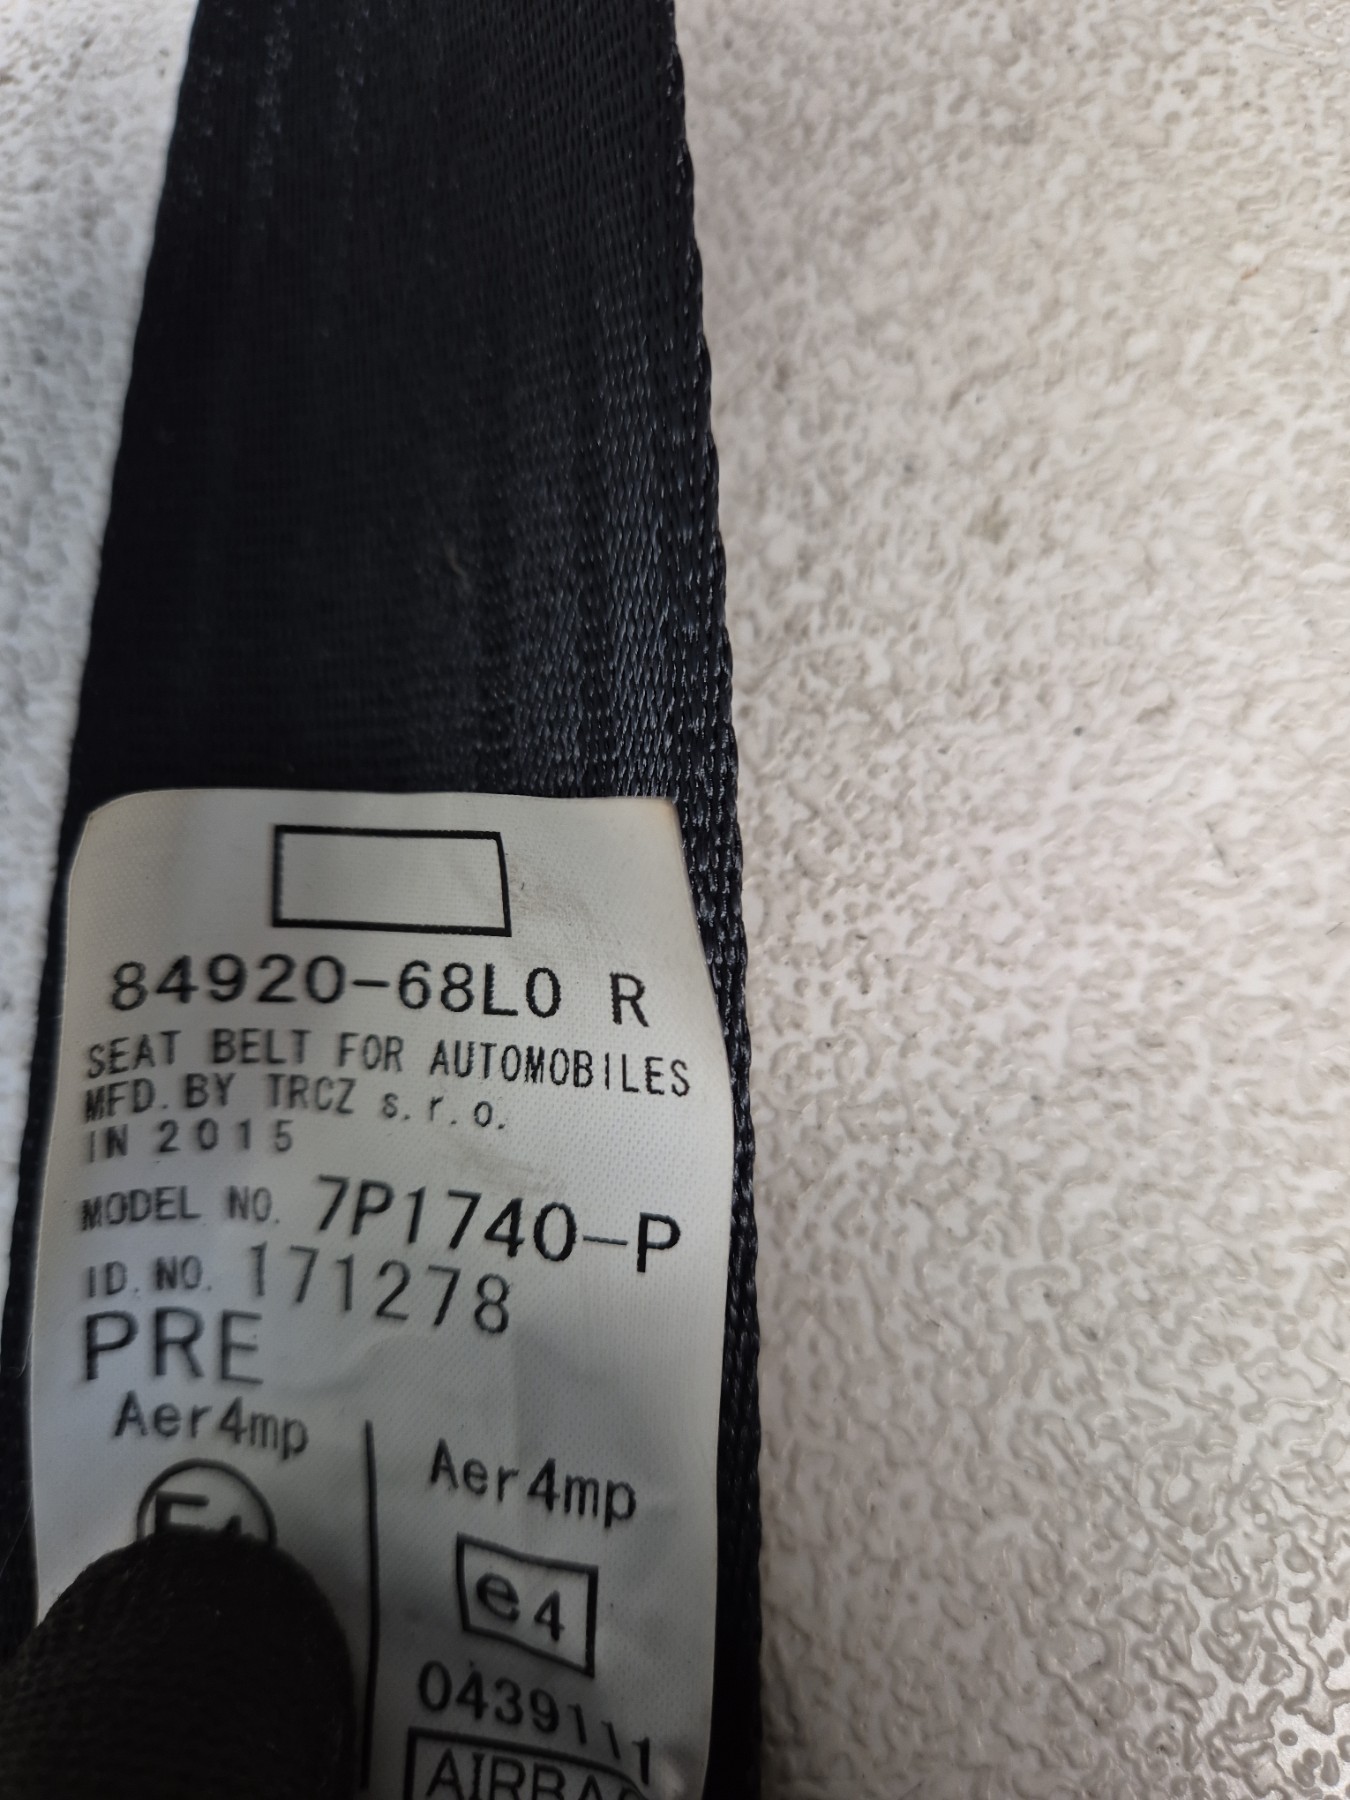 84920-68L0 R
SEAT BELT FOR AUTOMOBILES
MFD. BY TRCZ s.r.o.
IN 2015
MODEL NO. 7P1740-P
ID. NO. 171278
PRE
Aer4mp
Aer4mp
e4
0439111